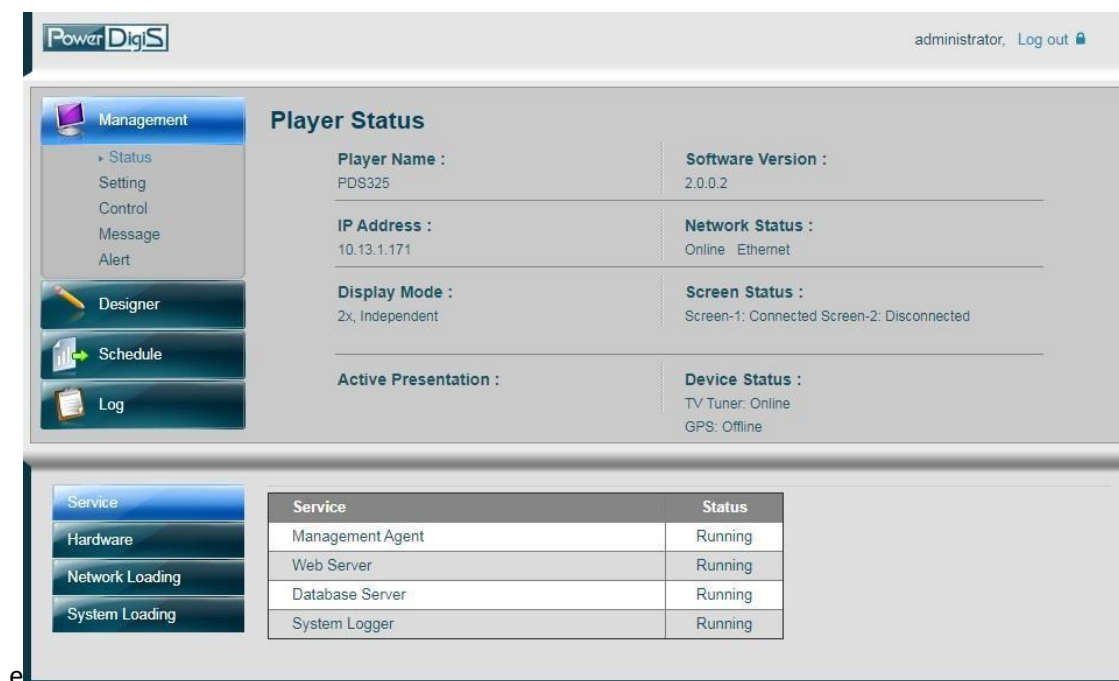 Power DigiS
administrator, Log out
Management
Status
Setting
Control
Message
Alert
Designer
Schedule
Log
Player Status
Player Name : Software Version :
PDS325 2.0.0.2
IP Address : Network Status :
10.13.1.171 Online Ethernet
Display Mode : Screen Status :
2x, Independent Screen-1: Connected Screen-2: Disconnected
Active Presentation : Device Status :
TV Tuner: Online
GPS: Offline
Service
Hardware
Network Loading
System Loading
Service Status
Management Agent Running
Web Server Running
Database Server Running
System Logger Running
e